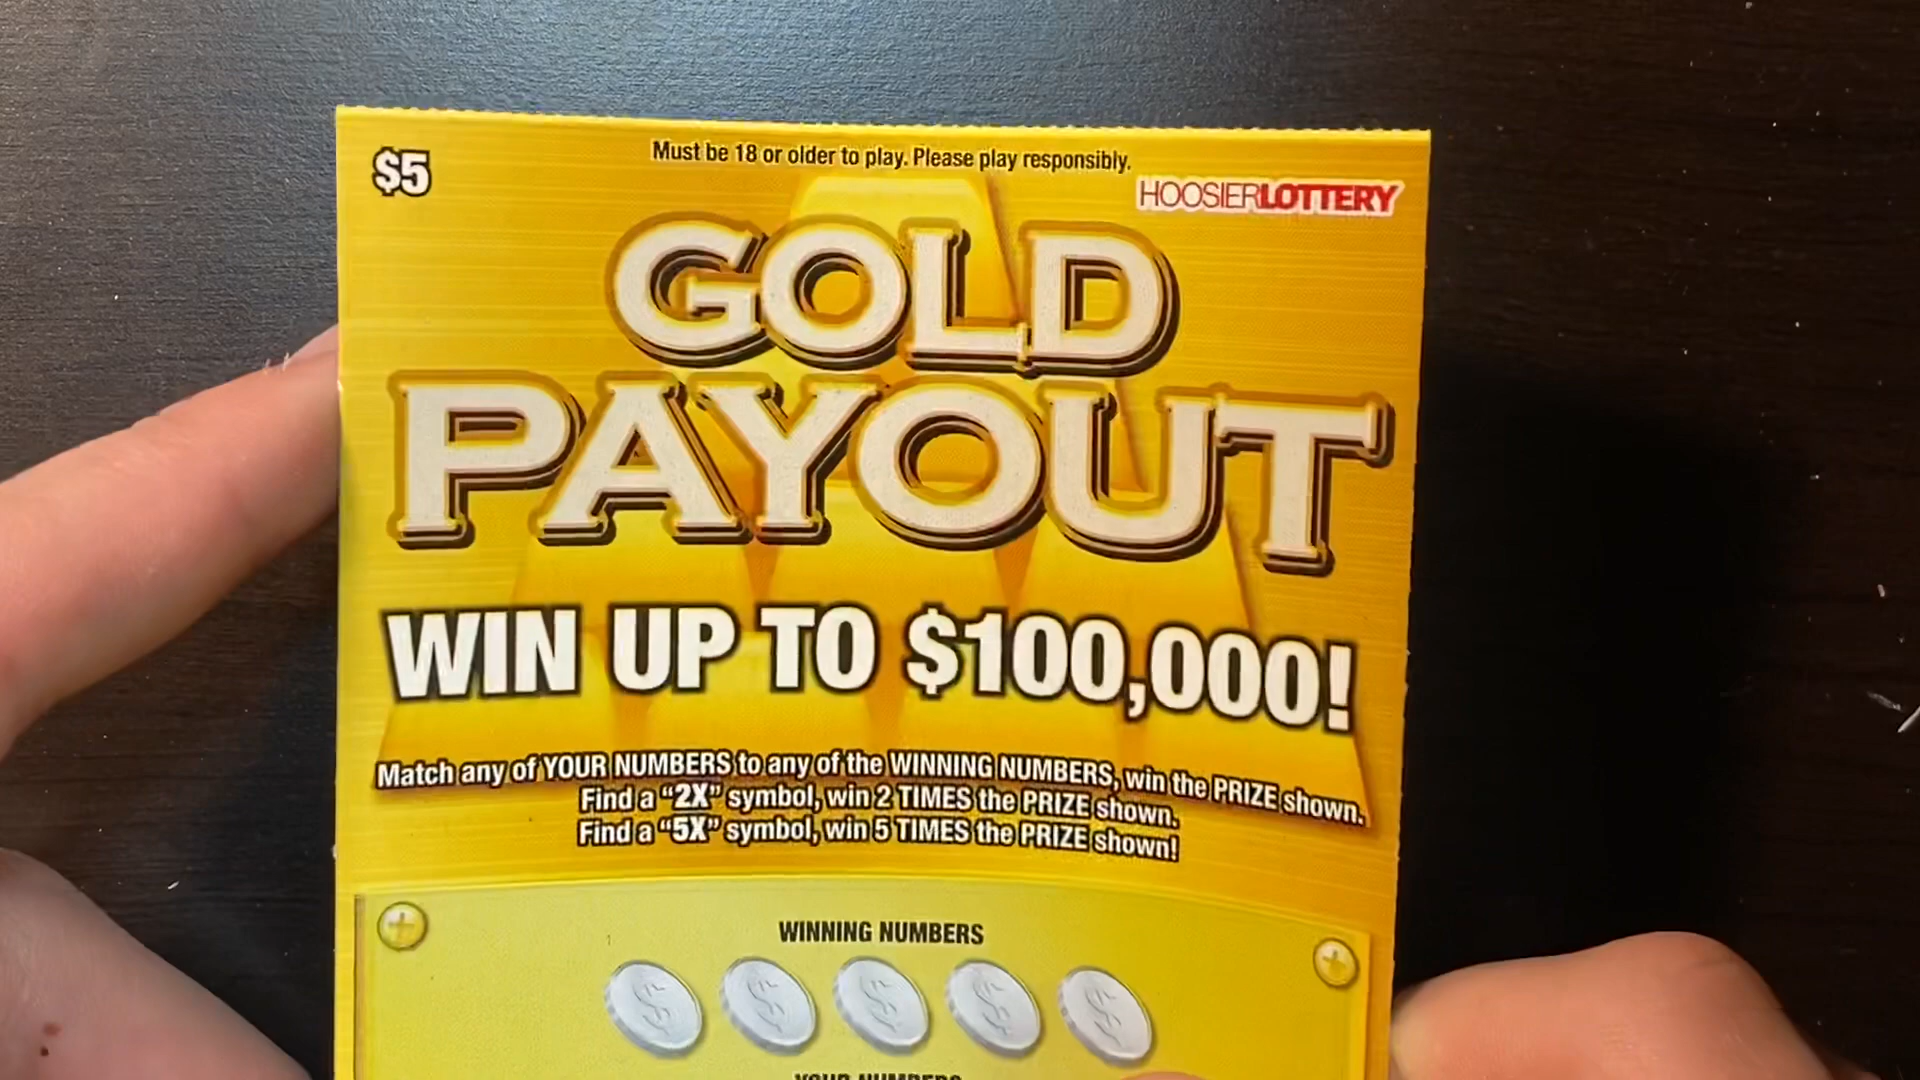 $5
Must be 18 or older to play. Please play responsibly.
HOOSIERLOTTERY
GOLD
PAYOUT
WIN UP TO $100,000!
Match any of YOUR NUMBERS to any of the WINNING NUMBERS, win the PRIZE shown.
Find a “2X” symbol, win 2 TIMES the PRIZE shown.
Find a “5X” symbol, win 5 TIMES the PRIZE shown!
WINNING NUMBERS
$ $ $ $ $
YOUR NUMBERS